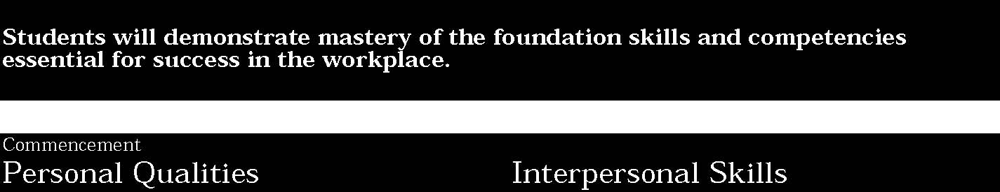 Students will demonstrate mastery of the foundation skills and competencies
essential for success in the workplace.
Commencement
Personal Qualities Interpersonal Skills